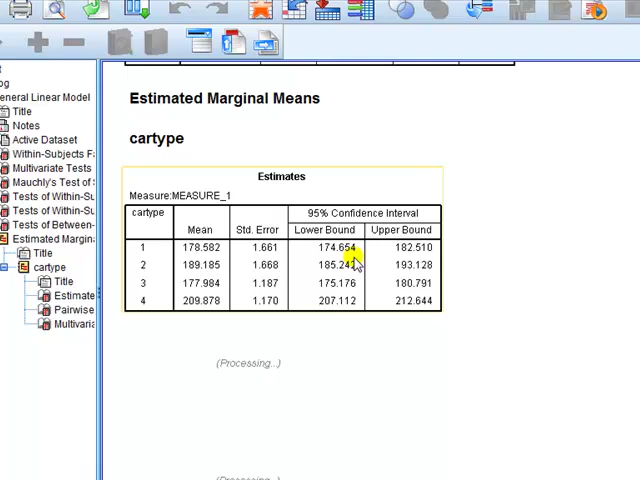 t
og
eneral Linear Model
Title
Notes
Active Dataset
Within-Subjects F
Multivariate Tests
Mauchly's Test of
Tests of Within-Su
Tests of Within-Su
Tests of Between-
Estimated Margin
Title
cartype
Title
Estimate
Pairwise
Multivaria
Estimated Marginal Means
cartype
Estimates
Measure:MEASURE_1
cartype Mean Std. Error 95% Confidence Interval
Lower Bound Upper Bound
1 178.582 1.661 174.654 182.510
2 189.185 1.668 185.24 193.128
3 177.984 1.187 175.176 180.791
4 209.878 1.170 207.112 212.644
(Processing..)
(Processing..)